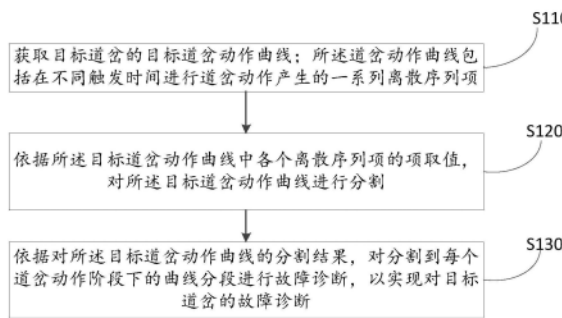 S110
获取目标道岔的目标道岔动作曲线；所述道岔动作曲线包
括在不同触发时间进行道岔动作产生的一系列离散序列项
S120
依据所述目标道岔动作曲线中各个离散序列项的项取值，
对所述目标道岔动作曲线进行分割
S130
依据对所述目标道岔动作曲线的分割结果，对分割到每个
道岔动作阶段下的曲线分段进行故障诊断，以实现对目标
道岔的故障诊断